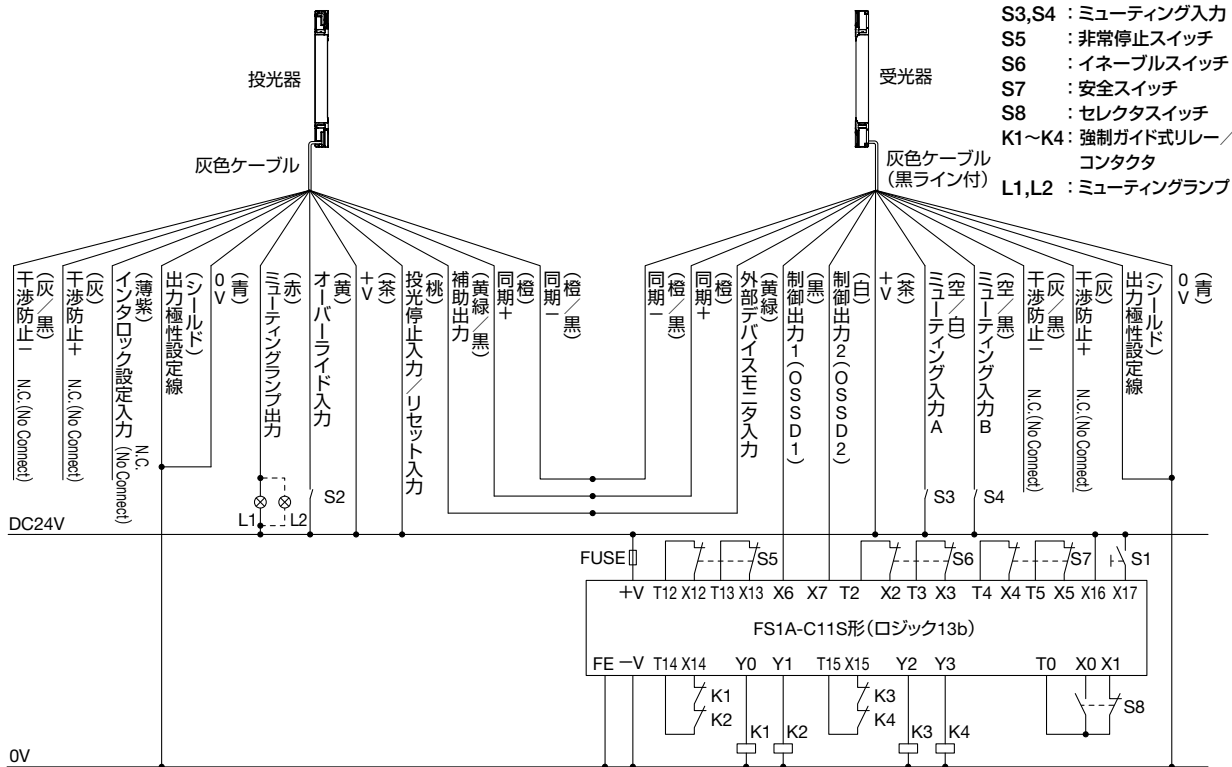 S3,S4 ：ミューティング入力
S5 ：非常停止スイッチ
S6 ：イネーブルスイッチ
S7 ：安全スイッチ
S8 ：セレクタスイッチ
K1～K4：強制ガイド式リレー／
コンタクタ
L1,L2 ：ミューティングランプ
投光器
灰色ケーブル
受光器
灰色ケーブル
（黒ライン付）
（灰／黒）
干渉防止－ N.C.(No Connect)
（灰）
干渉防止＋ N.C.(No Connect)
（薄紫）
インタロック設定入力 N.C.(No Connect)
（シールド）
出力極性設定線
（青）
0V
（赤）
ミューティングランプ出力
（黄）
オーバーライド入力
（茶）
＋V
（桃）
投光停止入力／リセット入力
（黄緑／黒）
補助出力
（橙）
同期＋
（橙／黒）
同期－
（橙／黒）
同期－
（橙）
同期＋
（黄緑）
外部デバイスモニタ入力
（黒）
制御出力1（OSSD1）
（白）
制御出力2（OSSD2）
（茶）
＋V
（空／白）
ミューティング入力A
（空／黒）
ミューティング入力B
（灰／黒）
干渉防止－ N.C.(No Connect)
（灰）
干渉防止＋ N.C.(No Connect)
（シールド）
出力極性設定線
（青）
0V
L1 L2 S2 S3 S4
DC24V
FUSE S5 S6 S7 S1
＋V T12 X12 T13 X13 X6 X7 T2 X2 T3 X3 T4 X4 T5 X5 X16 X17
FS1A-C11S形（ロジック13b）
FE －V T14 X14 Y0 Y1 T15 X15 Y2 Y3 T0 X0 X1
K1 K3
K2 K4 S8
K1 K2 K3 K4
0V